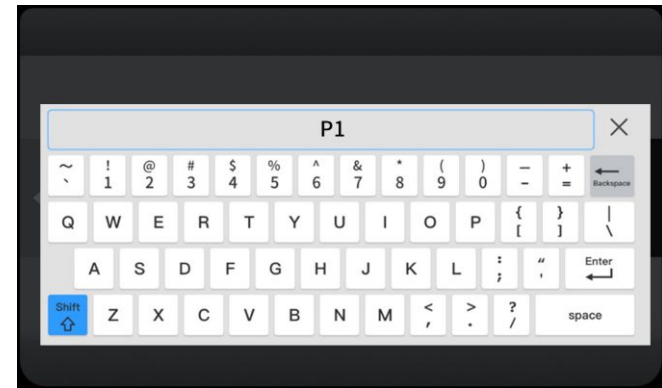 P1
~ ! @ # $ % ^ & * ( ) — +
` 1 2 3 4 5 6 7 8 9 0 - = Backspace
Q W E R T Y U I O P { } |
[ ] \
A S D F G H J K L : " Enter
; '
Shift Z X C V B N M < > ? space
, . /